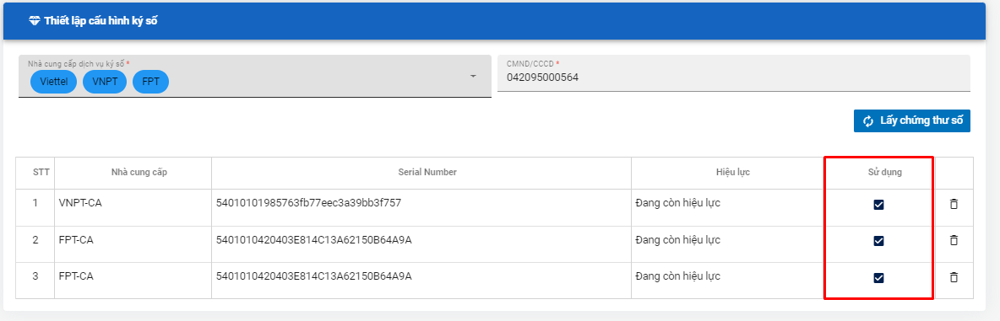 Thiết lập cấu hình ký số
Nhà cung cấp dịch vụ ký số *
Viettel VNPT FPT
CMND/CCCD *
042095000564
Lấy chứng thư số
STT Nhà cung cấp Serial Number Hiệu lực Sử dụng
1 VNPT-CA 54010101985763fb77eec3a39bb3f757 Đang còn hiệu lực
2 FPT-CA 5401010420403E814C13A62150B64A9A Đang còn hiệu lực
3 FPT-CA 5401010420403E814C13A62150B64A9A Đang còn hiệu lực